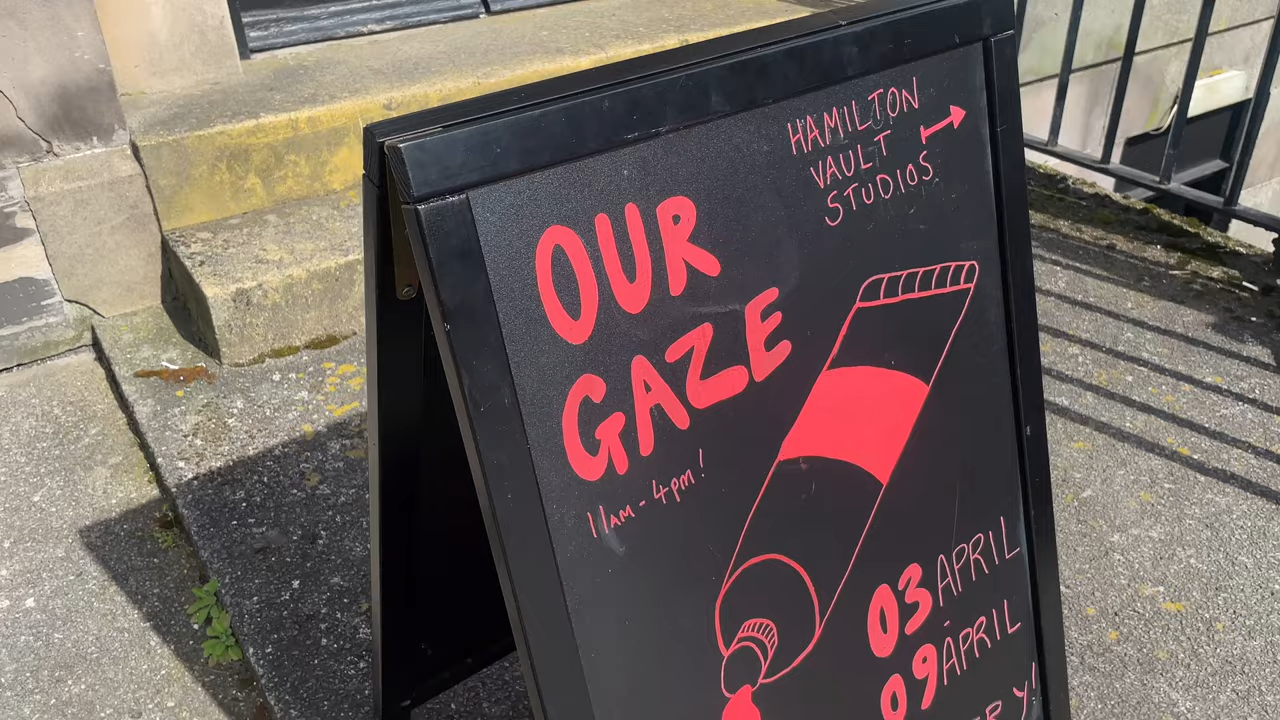 HAMILTON
VAULT →
STUDIOS
OUR
GAZE
11AM - 4pm!
03 APRIL
09 APRIL